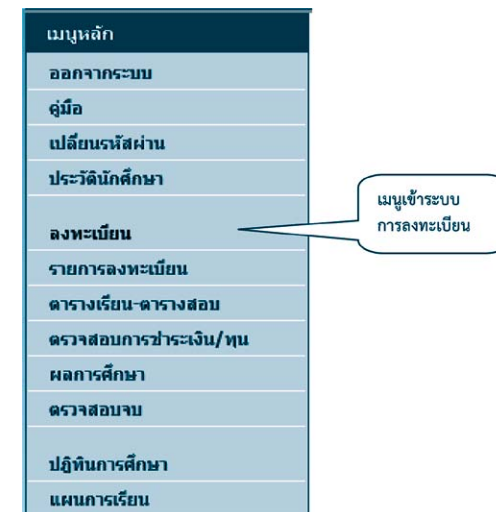 เมนูหลัก
ออกจากระบบ
คู่มือ
เปลี่ยนรหัสผ่าน
ประวัตินักศึกษา
ลงทะเบียน
เมนูเข้าระบบ
การลงทะเบียน
รายการลงทะเบียน
ตารางเรียน-ตารางสอบ
ตรวจสอบการชำระเงิน/ทุน
ผลการศึกษา
ตรวจสอบจบ
ปฏิทินการศึกษา
แผนการเรียน